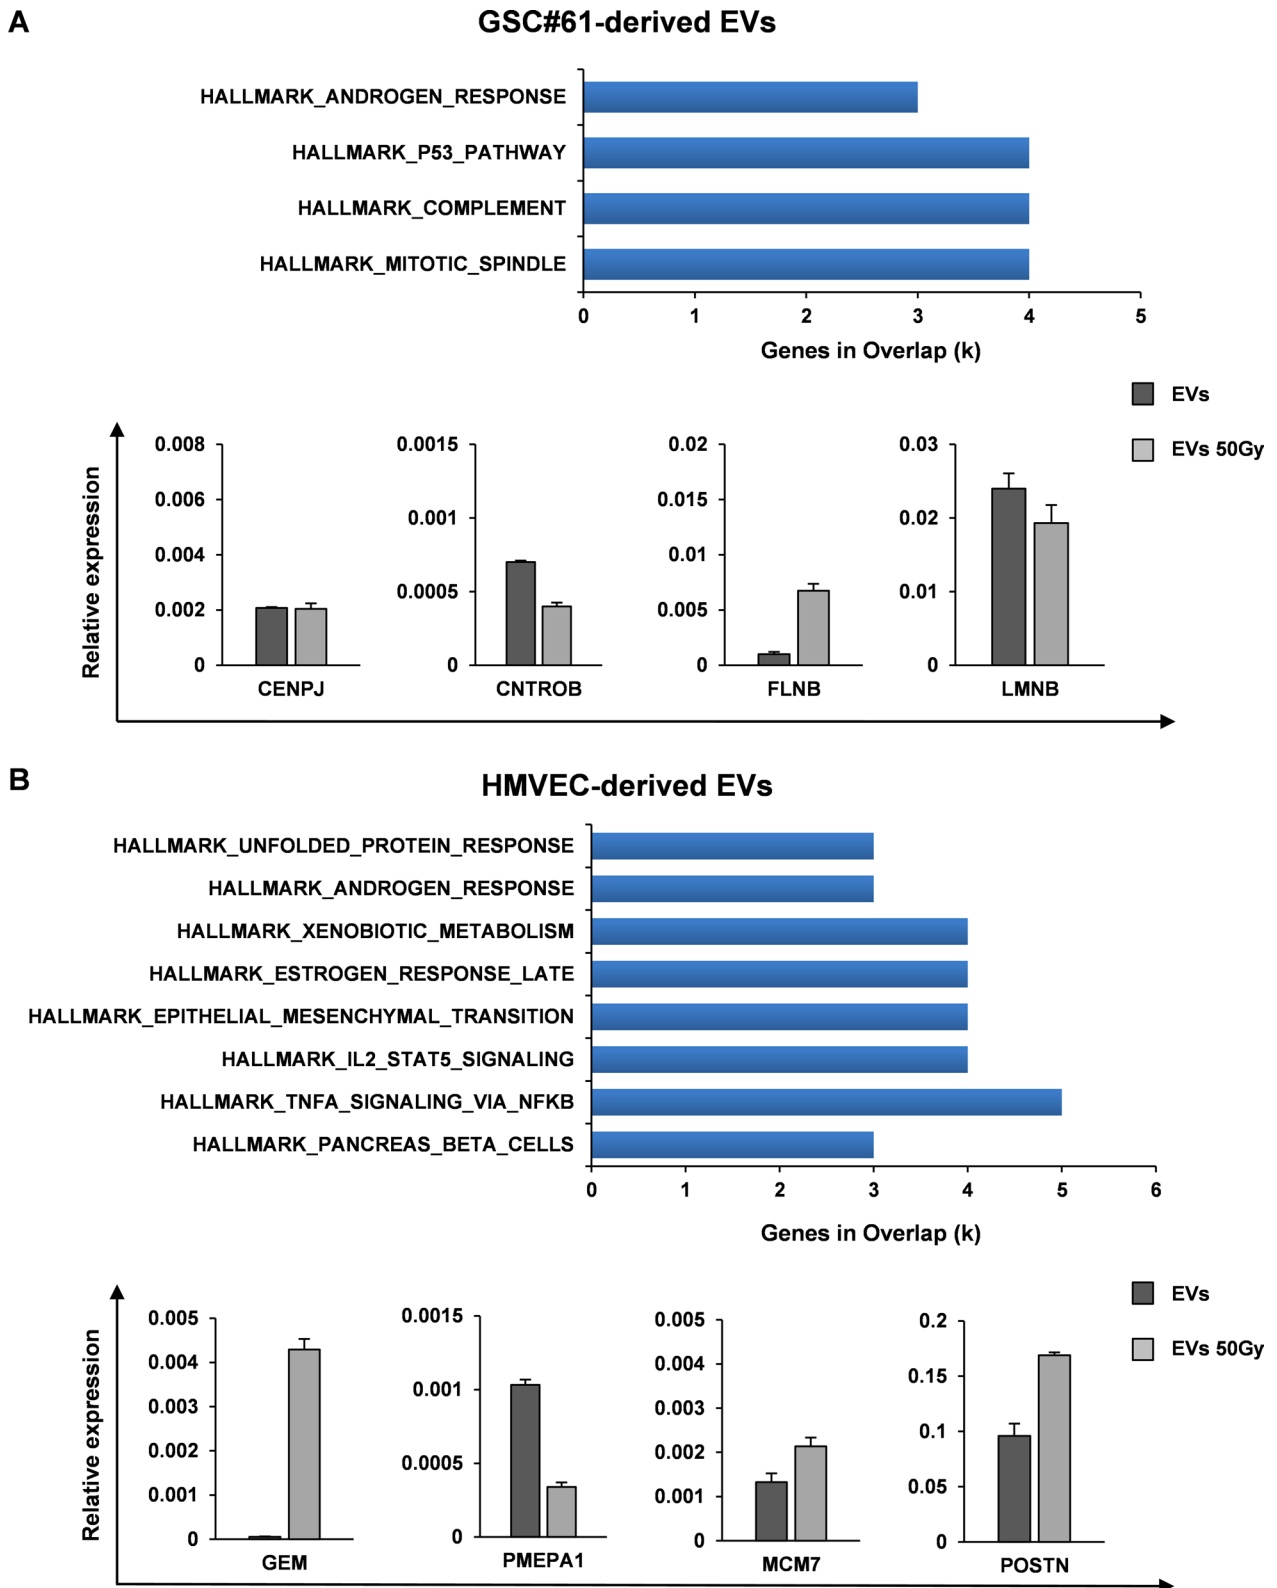 A
GSC#61-derived EVs
HALLMARK_ANDROGEN_RESPONSE
HALLMARK_P53_PATHWAY
HALLMARK_COMPLEMENT
HALLMARK_MITOTIC_SPINDLE
0 1 2 3 4 5
Genes in Overlap (k)
EVs
EVs 50Gy
Relative expression
0.008
0.006
0.004
0.002
0
CENPJ
0.0015
0.001
0.0005
0
CNTROB
0.02
0.015
0.01
0.005
0
FLNB
0.03
0.02
0.01
0
LMNB
B
HMVEC-derived EVs
HALLMARK_UNFOLDED_PROTEIN_RESPONSE
HALLMARK_ANDROGEN_RESPONSE
HALLMARK_XENOBIOTIC_METABOLISM
HALLMARK_ESTROGEN_RESPONSE_LATE
HALLMARK_EPITHELIAL_MESENCHYMAL_TRANSITION
HALLMARK_IL2_STAT5_SIGNALING
HALLMARK_TNFA_SIGNALING_VIA_NFKB
HALLMARK_PANCREAS_BETA_CELLS
0 1 2 3 4 5 6
Genes in Overlap (k)
EVs
EVs 50Gy
Relative expression
0.005
0.004
0.003
0.002
0.001
0
GEM
0.0015
0.001
0.0005
0
PMEPA1
0.005
0.004
0.003
0.002
0.001
0
MCM7
0.2
0.15
0.1
0.05
0
POSTN